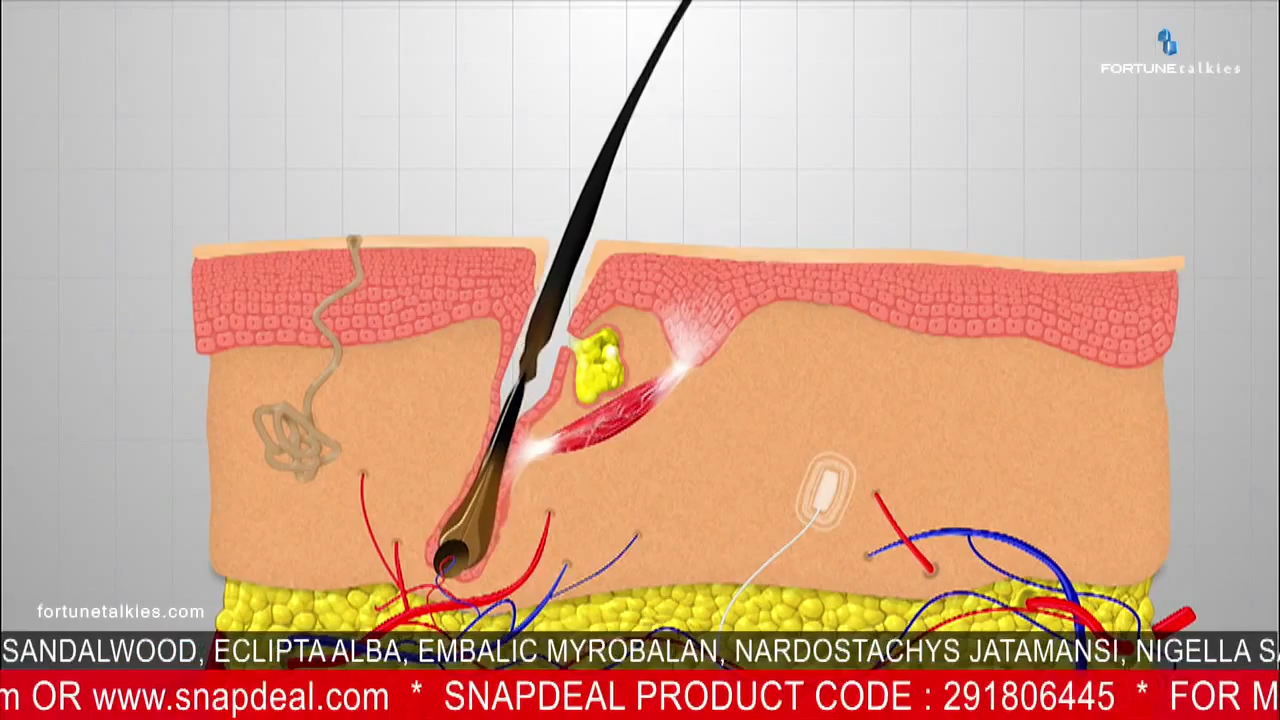 FORTUNEtalkies
fortunetalkies.com
SANDALWOOD, ECLIPTA ALBA, EMBALIC MYROBALAN, NARDOSTACHYS JATAMANSI, NIGELLA SA
m OR www.snapdeal.com * SNAPDEAL PRODUCT CODE : 291806445 * FOR M